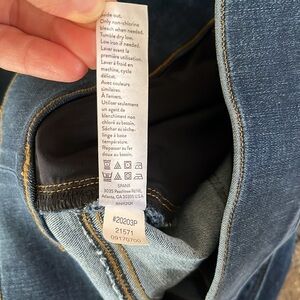 inside out.
Only non-chlorine
bleach when needed.
Tumble dry low.
Low iron if needed.
Laver avant la
première utilisation.
Laver à froid en
machine, cycle
délicat.
Avec couleurs
similaires.
À l'envers.
Utiliser seulement
un agent de
blanchiment non
chloré au besoin.
Séchar au sèche-
linge à basse
température.
Repasser au fer
doux au besoin.
SPANX
3035 Peachtree Rd NE,
Atlanta, GA 30305 U.S.A.
#20203P
21571
09170700